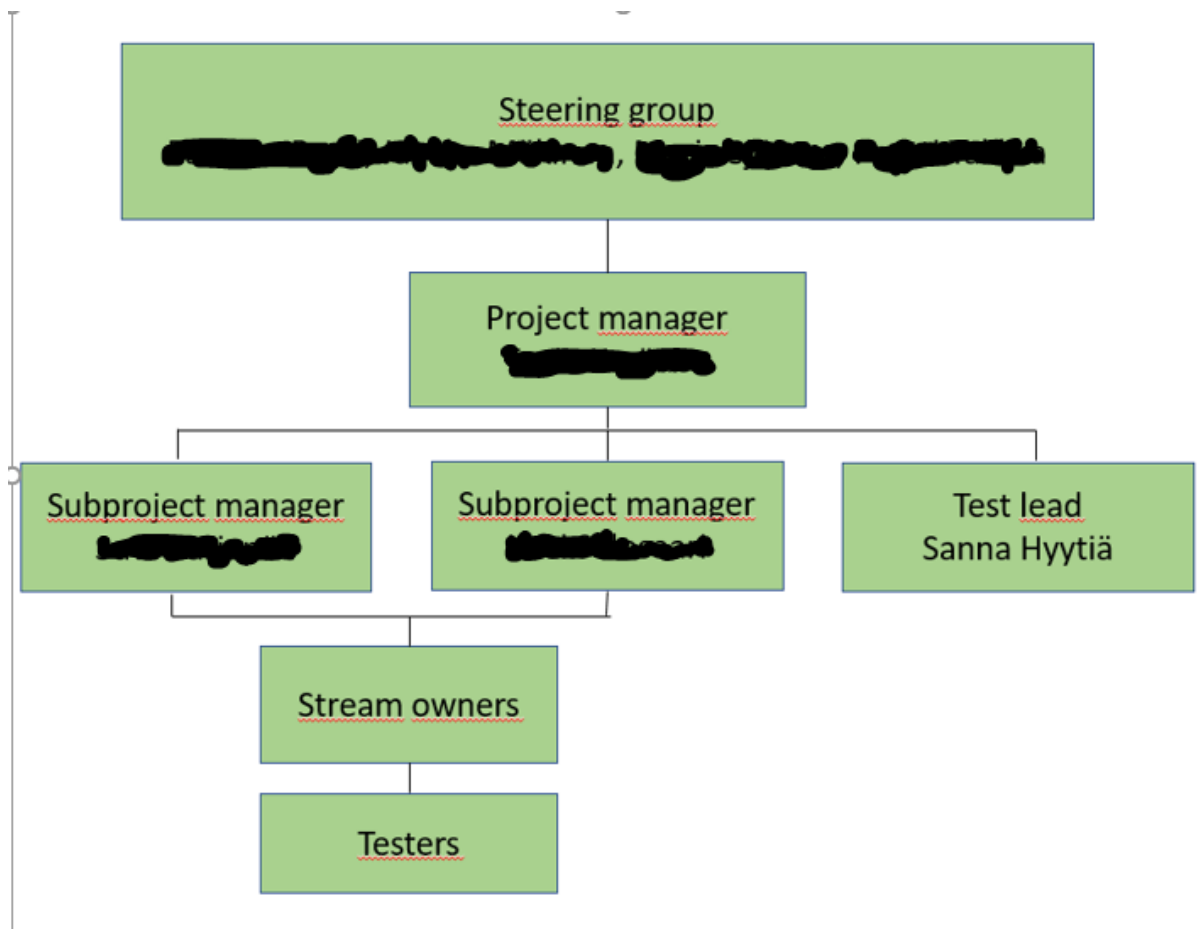 Steering group
Project manager
Subproject manager
Subproject manager
Test lead
Sanna Hyytiä
Stream owners
Testers